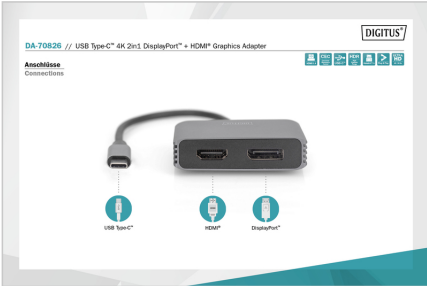 DIGITUS®
DA-70826 // USB Type-C™ 4K 2in1 DisplayPort™ + HDMI® Graphics Adapter
Anschlüsse
Connections
HDR
USB Type-C™
HDMI®
DisplayPort™